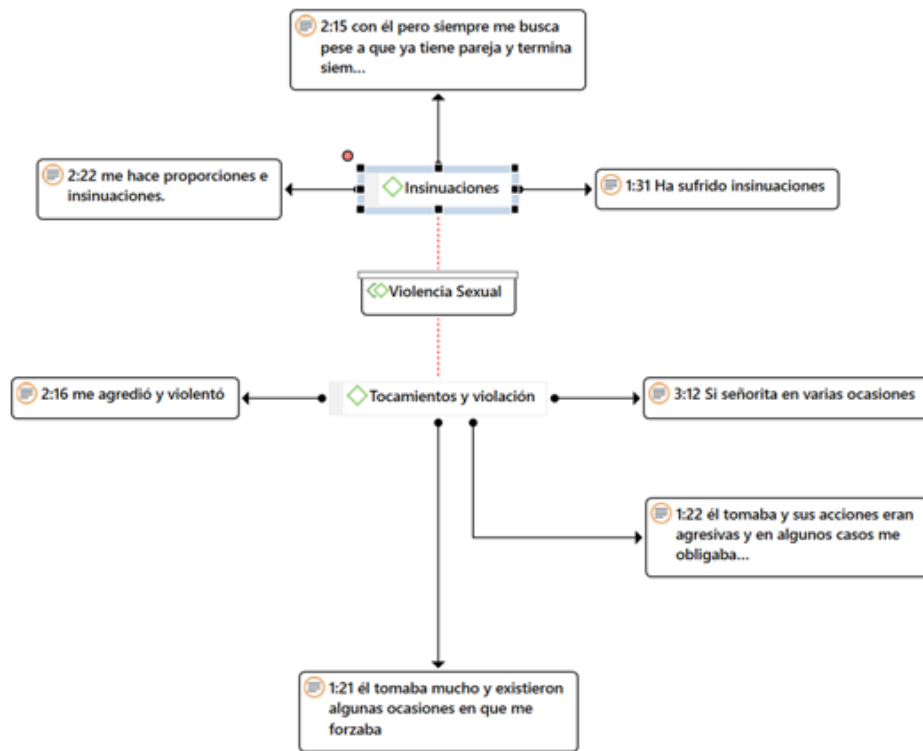 2:15 con él pero siempre me busca
pese a que ya tiene pareja y termina
siem...
2:22 me hace proporciones e
insinuaciones.
Insinuaciones
1:31 Ha sufrido insinuaciones
Violencia Sexual
2:16 me agredió y violentó
Tocamientos y violación
3:12 Si señorita en varias ocasiones
1:22 él tomaba y sus acciones eran
agresivas y en algunos casos me
obligaba...
1:21 él tomaba mucho y existieron
algunas ocasiones en que me
forzaba